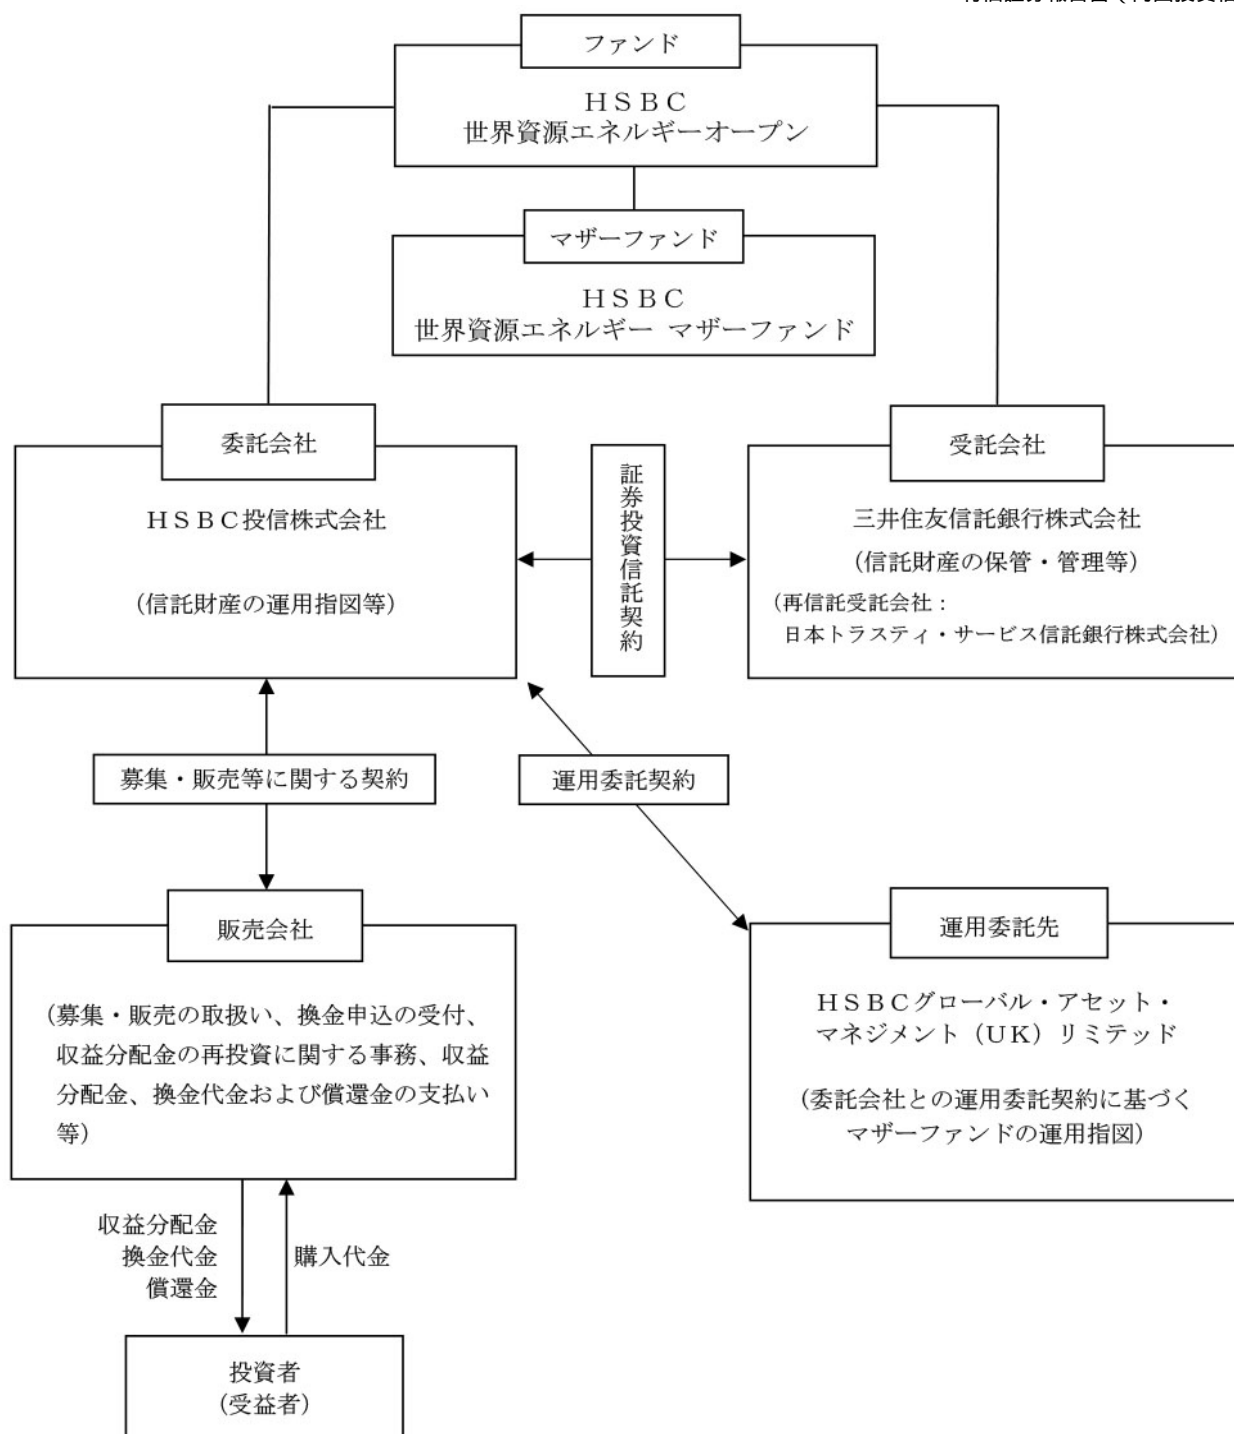 ファンド
ＨＳＢＣ
世界資源エネルギーオープン
マザーファンド
ＨＳＢＣ
世界資源エネルギー マザーファンド
委託会社
ＨＳＢＣ投信株式会社
（信託財産の運用指図等）
証券投資信託契約
受託会社
三井住友信託銀行株式会社
（信託財産の保管・管理等）
（再信託受託会社：
日本トラスティ・サービス信託銀行株式会社）
募集・販売等に関する契約
運用委託契約
販売会社
（募集・販売の取扱い、換金申込の受付、
収益分配金の再投資に関する事務、収益
分配金、換金代金および償還金の支払い
等）
運用委託先
ＨＳＢＣグローバル・アセット・
マネジメント（ＵＫ）リミテッド
（委託会社との運用委託契約に基づく
マザーファンドの運用指図）
収益分配金
換金代金
償還金
購入代金
投資者
（受益者）